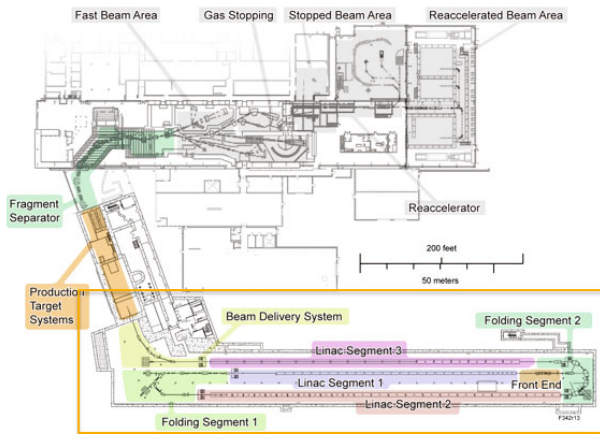 Fast Beam Area
Gas Stopping
Stopped Beam Area
Reaccelerated Beam Area
Fragment
Separator
Reaccelerator
200 feet
50 meters
Production
Target
Systems
Beam Delivery System
Folding Segment 2
Linac Segment 3
Linac Segment 1
Front End
Linac Segment 2
F342r13
Folding Segment 1